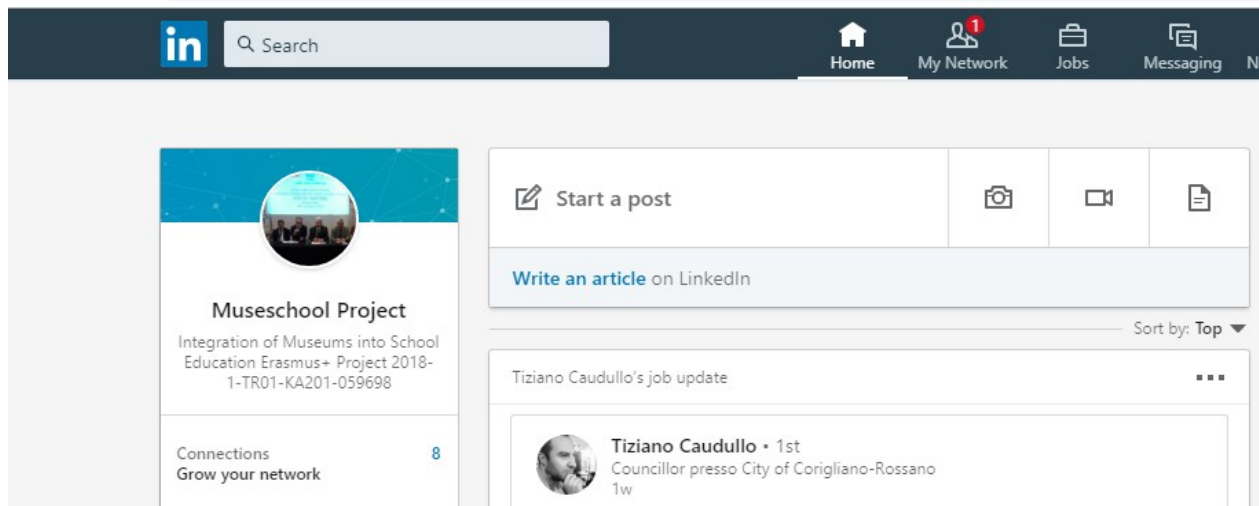 in
Search
1
Home
My Network
Jobs
Messaging
N
Start a post
Write an article on LinkedIn
Museschool Project
Integration of Museums into School
Education Erasmus+ Project 2018-
1-TR01-KA201-059698
Connections 8
Grow your network
Sort by: Top
Tiziano Caudullo's job update
Tiziano Caudullo • 1st
Councillor presso City of Corigliano-Rossano
1w